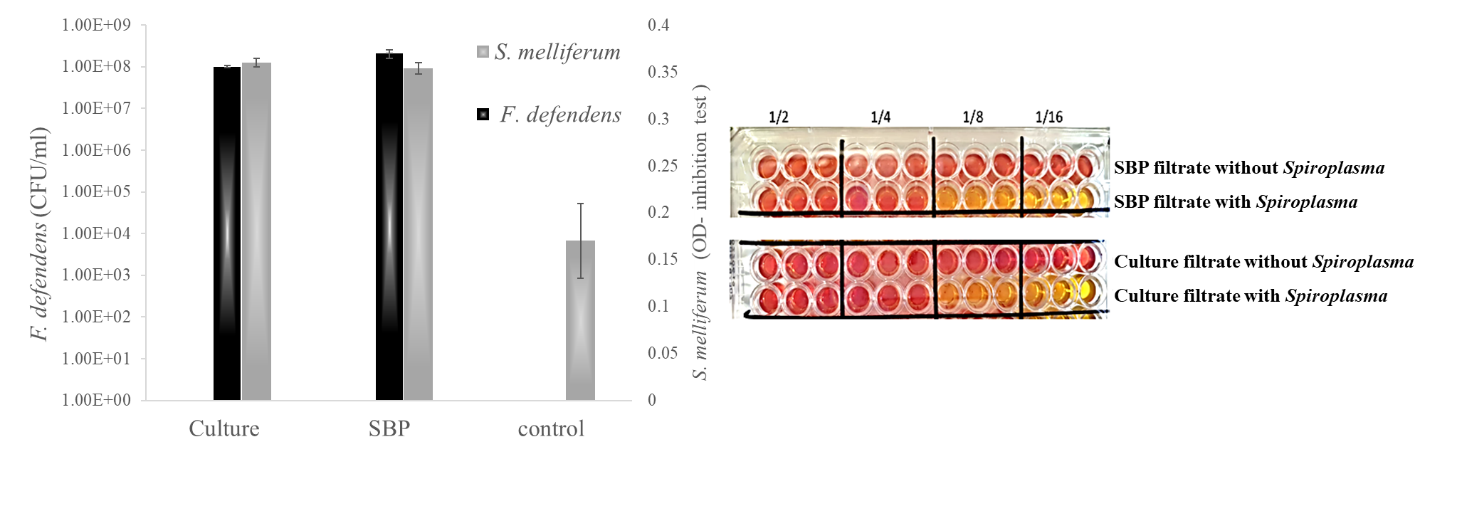 1.00E+09
1.00E+08
1.00E+07
1.00E+06
1.00E+05
1.00E+04
1.00E+03
1.00E+02
1.00E+01
1.00E+00
F. defendens (CFU/ml)
Culture
SBP
control
S. melliferum
F. defendens
0.4
0.35
0.3
0.25
0.2
0.15
0.1
0.05
0
S. melliferum (OD- inhibition test )
1/2 1/4 1/8 1/16
SBP filtrate without Spiroplasma
SBP filtrate with Spiroplasma
Culture filtrate without Spiroplasma
Culture filtrate with Spiroplasma